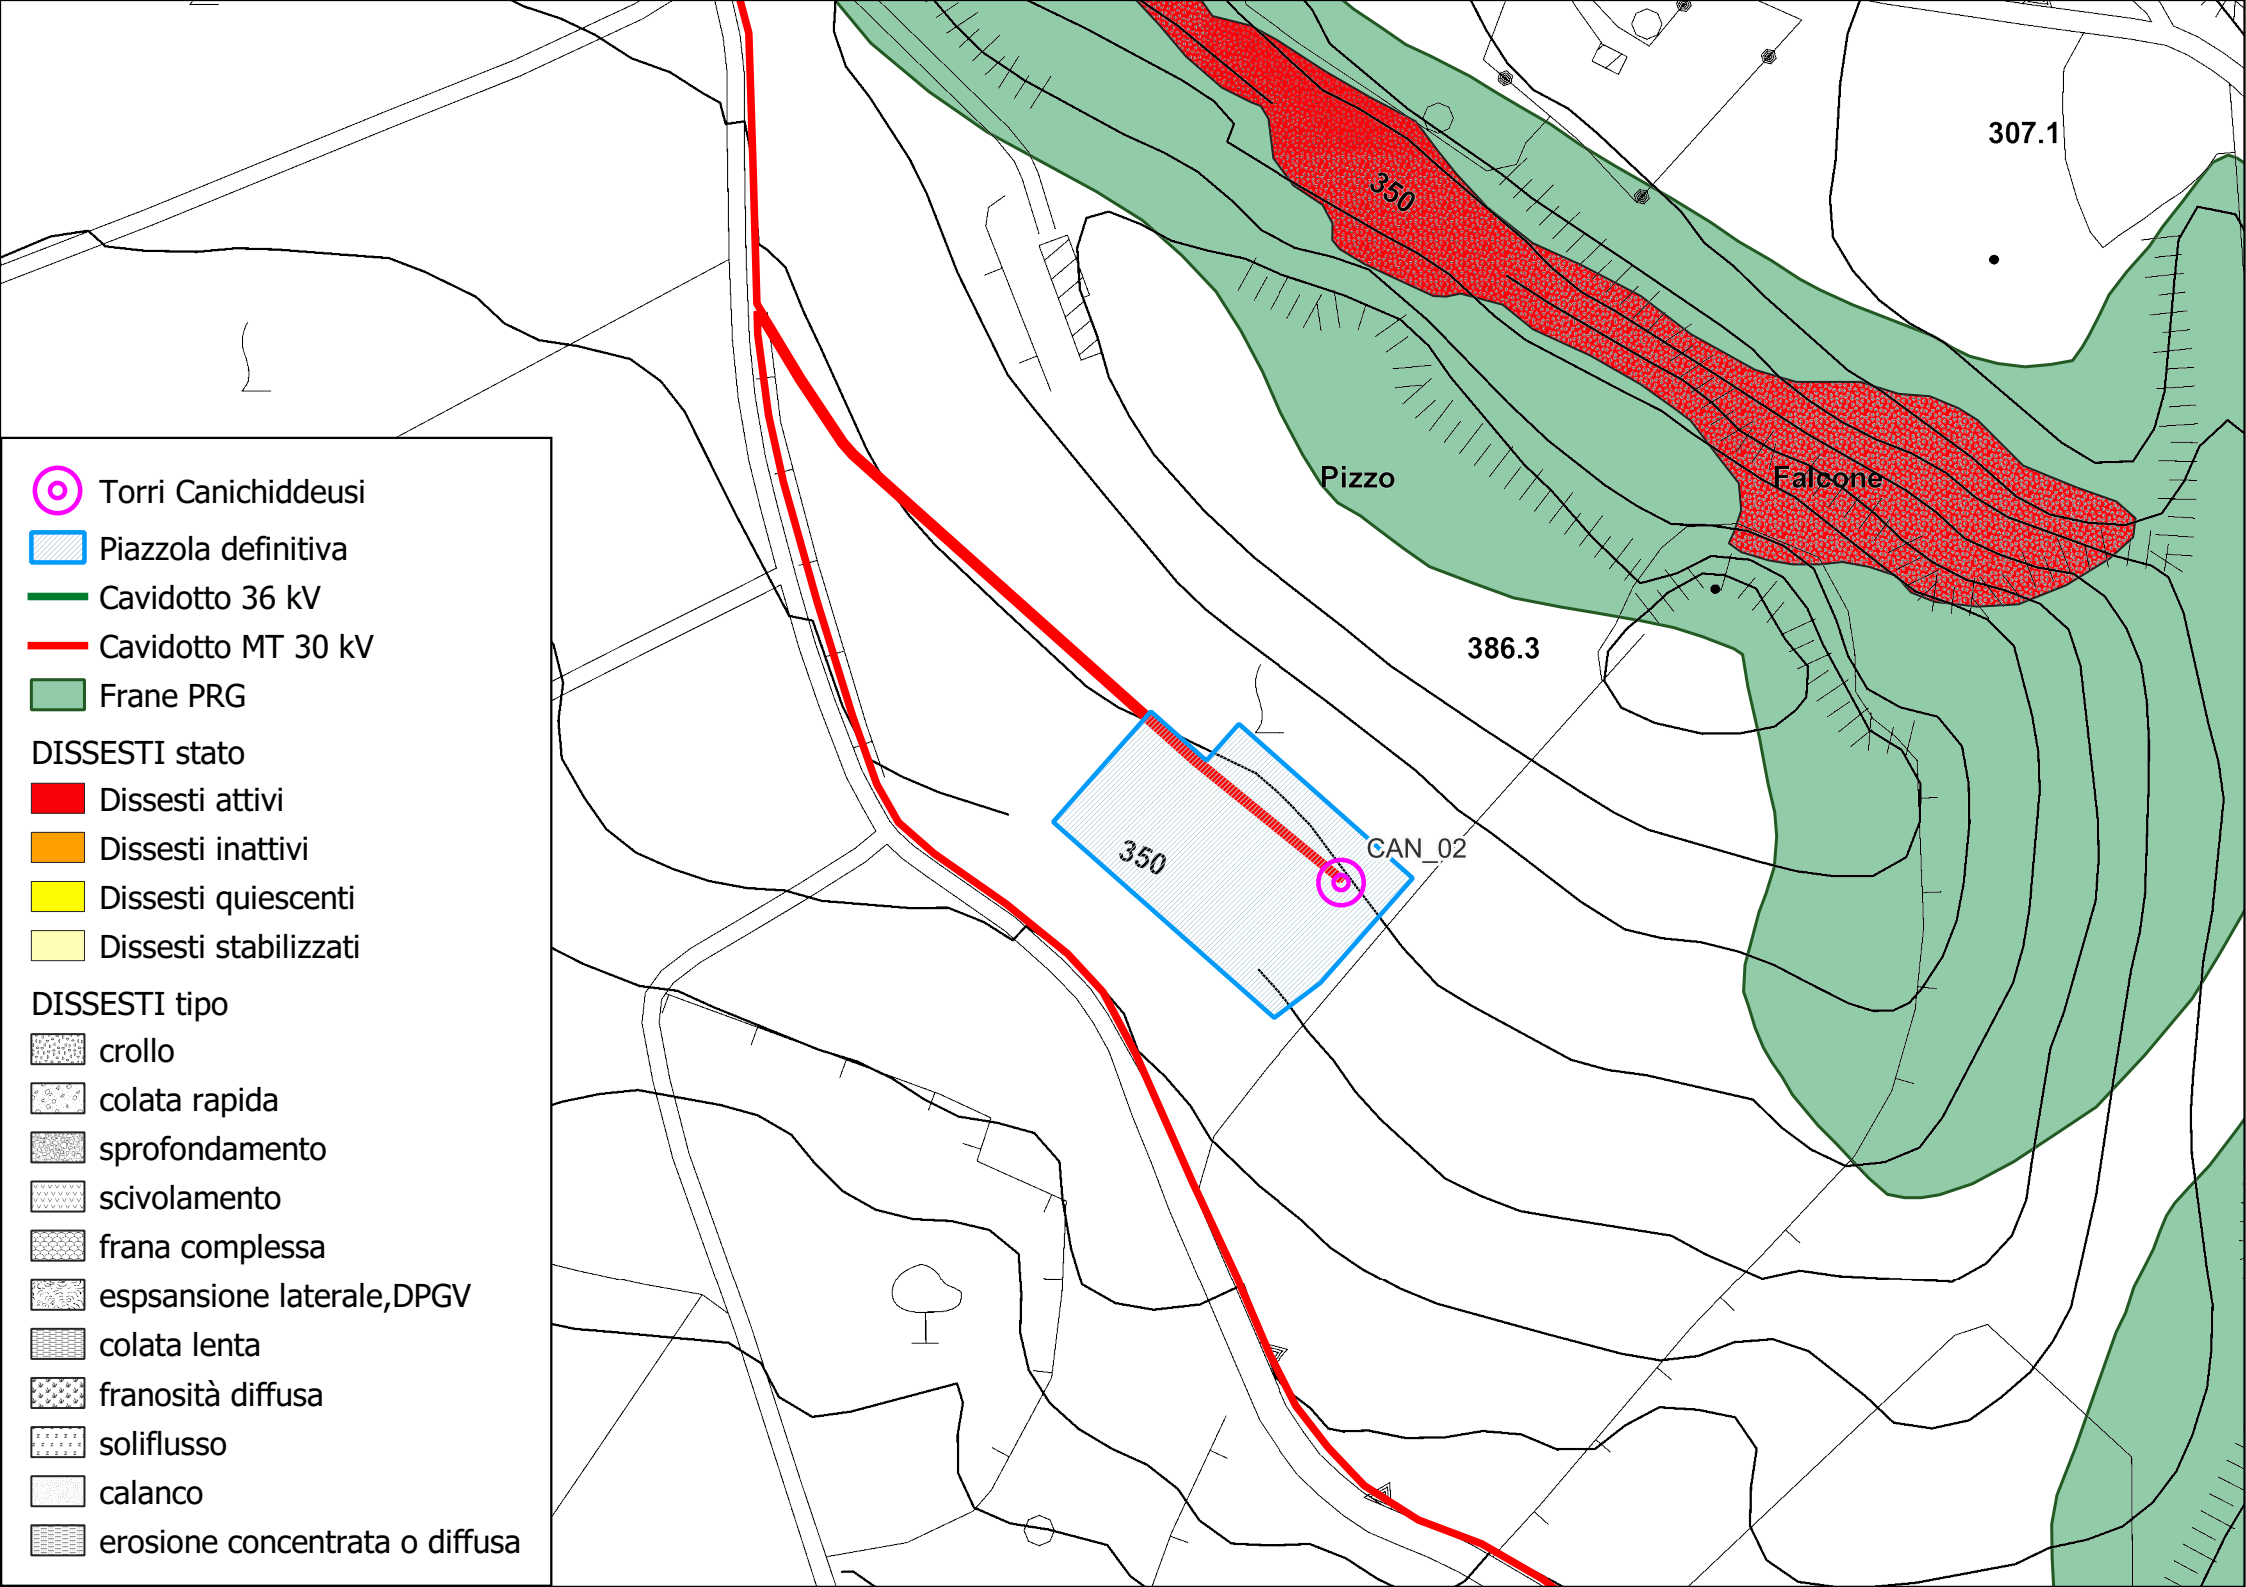 307.1
350
Pizzo
Falcone
386.3
CAN_02
350
Torri Canichiddeusi
Piazzola definitiva
Cavidotto 36 kV
Cavidotto MT 30 kV
Frane PRG
DISSESTI stato
Dissesti attivi
Dissesti inattivi
Dissesti quiescenti
Dissesti stabilizzati
DISSESTI tipo
crollo
colata rapida
sprofondamento
scivolamento
frana complessa
espsansione laterale,DPGV
colata lenta
franosità diffusa
soliflusso
calanco
erosione concentrata o diffusa